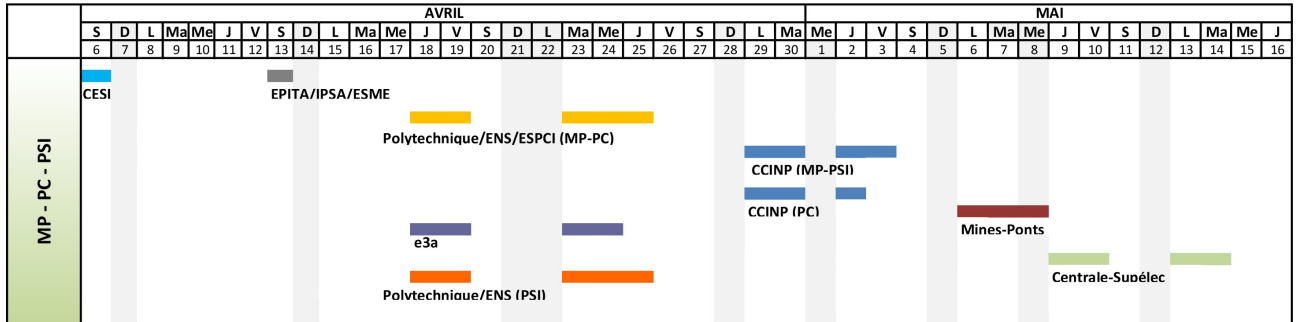 AVRIL MAI
S D L Ma Me J V S D L Ma Me J V S D L Ma Me J V S D L Ma Me J V S D L Ma Me J V S D L Ma Me J
6 7 8 9 10 11 12 13 14 15 16 17 18 19 20 21 22 23 24 25 26 27 28 29 30 1 2 3 4 5 6 7 8 9 10 11 12 13 14 15 16
MP - PC - PSI
CESI EPITA/IPSA/ESME
Polytechnique/ENS/ESPCI (MP-PC)
CCINP (MP-PSI)
CCINP (PC)
Mines-Ponts
e3a
Centrale-Supélec
Polytechnique/ENS (PSI)